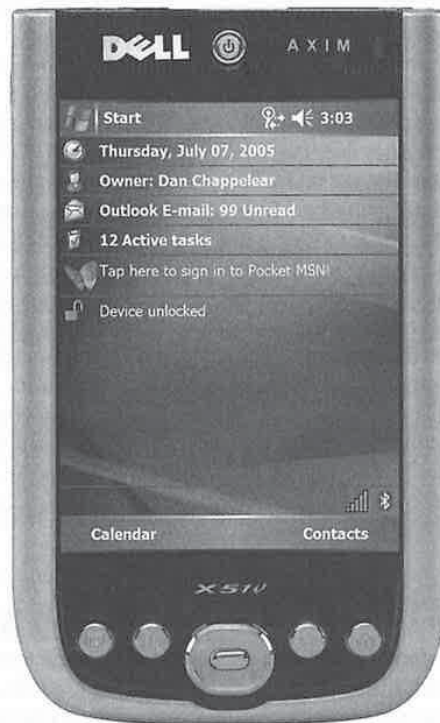 DELL AXIM
Start 3:03
Thursday, July 07, 2005
Owner: Dan Chappelear
Outlook E-mail: 99 Unread
12 Active tasks
Tap here to sign in to Pocket MSN!
Device unlocked
Calendar Contacts
X51v